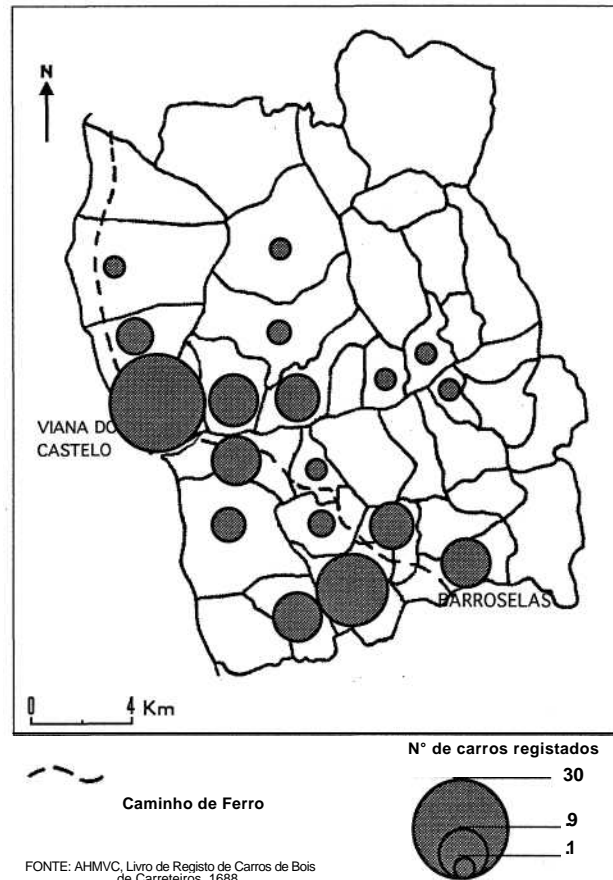 N
VIANA DO
CASTELO
BARROSELAS
0 4 Km
N° de carros registados
30
.9
.1
Caminho de Ferro
FONTE: AHMVC, Livro de Registo de Carros de Bois
de Carreteiros, 1688